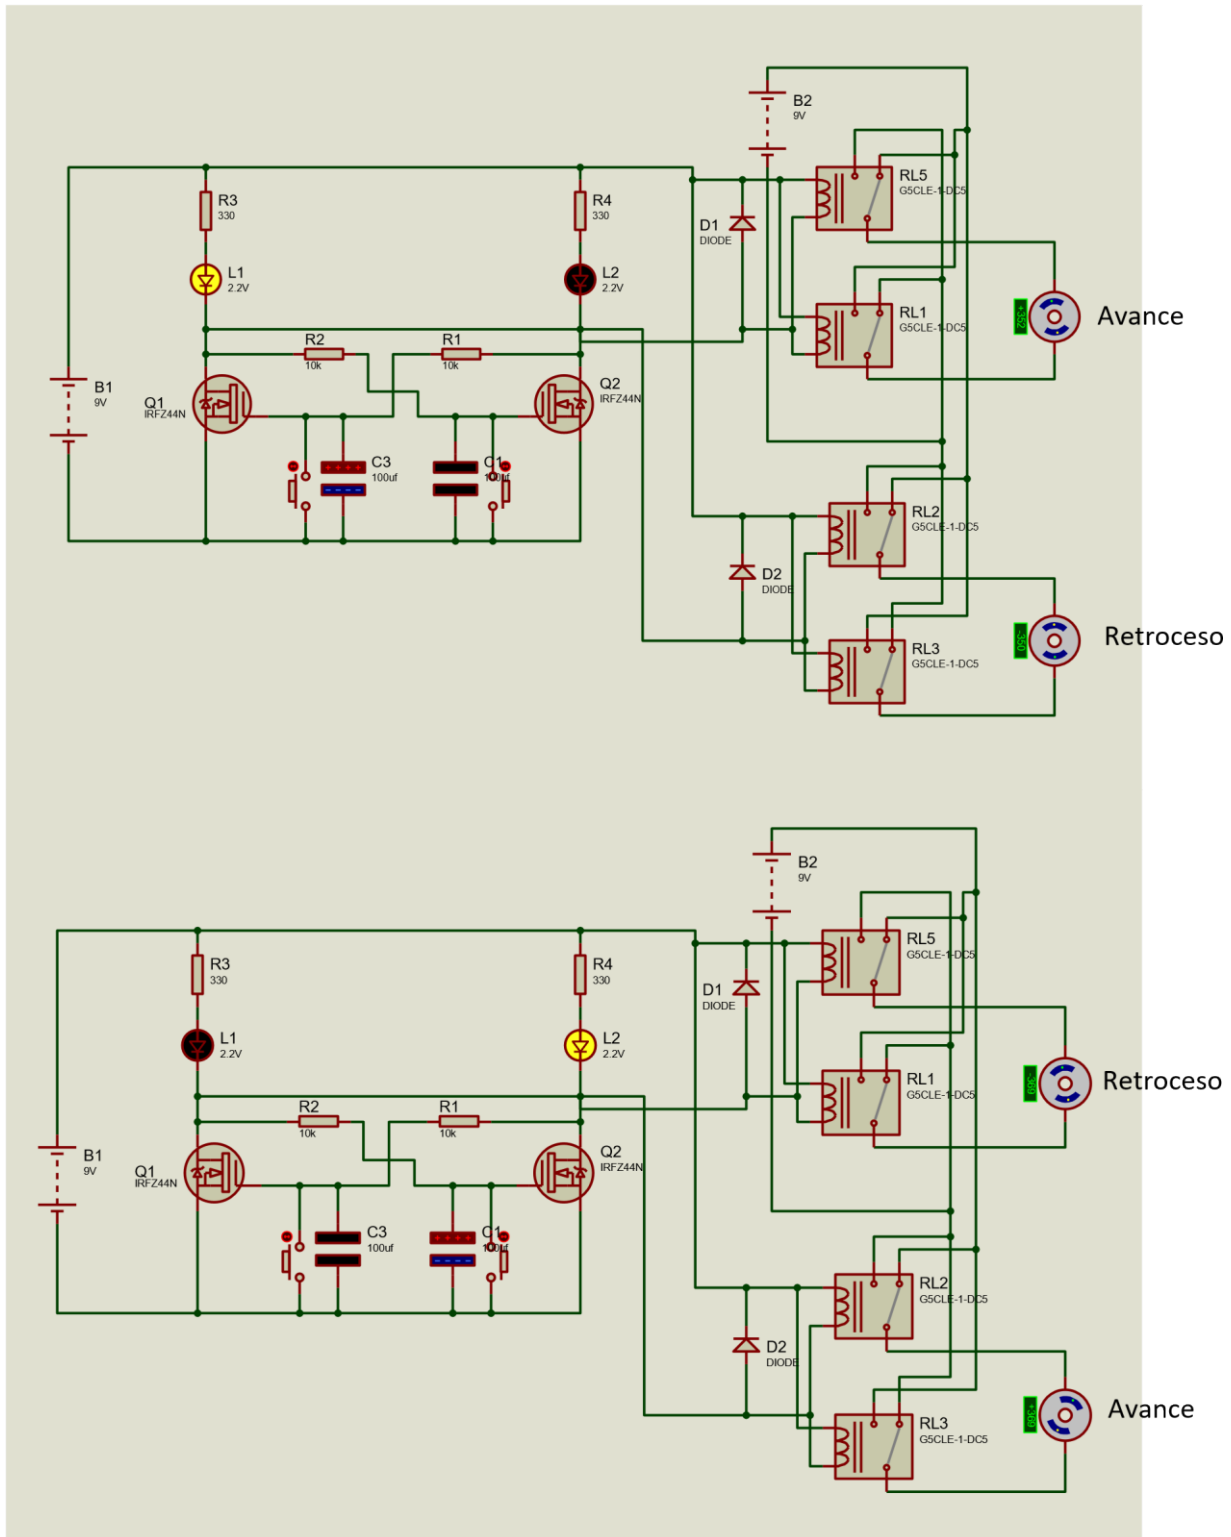 B2
9V
RL5
G5CLE-1-DC5
R3
330
R4
330
D1
DIODE
L1
2.2V
L2
2.2V
RL1
G5CLE-1-DC5
Avance
R2
10k
R1
10k
B1
9V
Q1
IRFZ44N
Q2
IRFZ44N
C3
100uf
C1
100uf
RL2
G5CLE-1-DC5
D2
DIODE
Retroceso
RL3
G5CLE-1-DC5
B2
9V
RL5
G5CLE-1-DC5
R3
330
R4
330
D1
DIODE
L1
2.2V
L2
2.2V
RL1
G5CLE-1-DC5
Retroceso
R2
10k
R1
10k
B1
9V
Q1
IRFZ44N
Q2
IRFZ44N
C3
100uf
C1
100uf
RL2
G5CLE-1-DC5
D2
DIODE
Avance
RL3
G5CLE-1-DC5